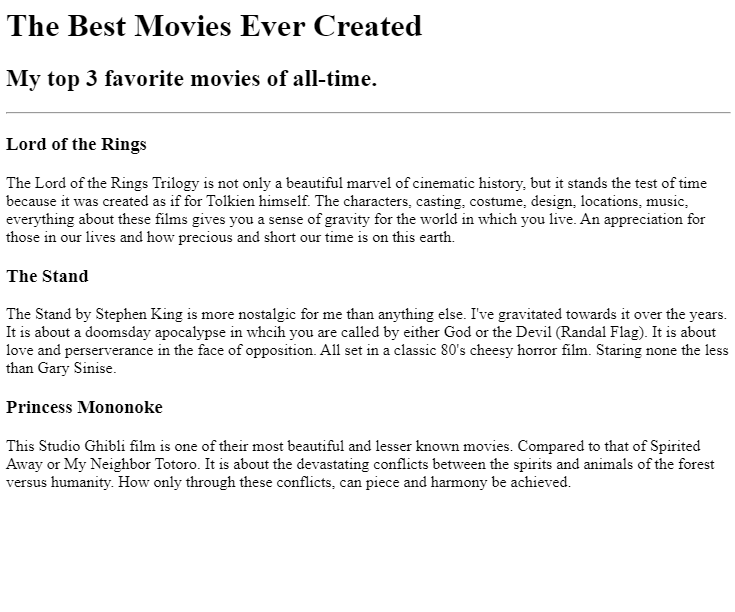 The Best Movies Ever Created
My top 3 favorite movies of all-time.
Lord of the Rings
The Lord of the Rings Trilogy is not only a beautiful marvel of cinematic history, but it stands the test of time
because it was created as if for Tolkien himself. The characters, casting, costume, design, locations, music,
everything about these films gives you a sense of gravity for the world in which you live. An appreciation for
those in our lives and how precious and short our time is on this earth.
The Stand
The Stand by Stephen King is more nostalgic for me than anything else. I've gravitated towards it over the years.
It is about a doomsday apocalypse in whcih you are called by either God or the Devil (Randal Flag). It is about
love and perserverance in the face of opposition. All set in a classic 80's cheesy horror film. Staring none the less
than Gary Sinise.
Princess Mononoke
This Studio Ghibli film is one of their most beautiful and lesser known movies. Compared to that of Spirited
Away or My Neighbor Totoro. It is about the devastating conflicts between the spirits and animals of the forest
versus humanity. How only through these conflicts, can piece and harmony be achieved.